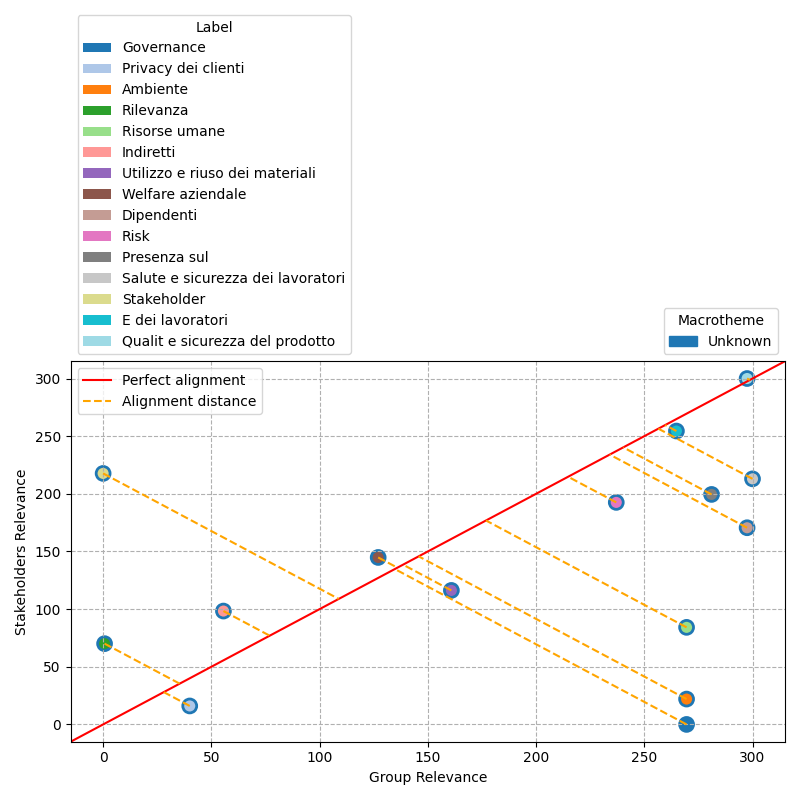 Label
Governance
Privacy dei clienti
Ambiente
Rilevanza
Risorse umane
Indiretti
Utilizzo e riuso dei materiali
Welfare aziendale
Dipendenti
Risk
Presenza sul
Salute e sicurezza dei lavoratori
Stakeholder
E dei lavoratori
Qualit e sicurezza del prodotto
Macrotheme
Unknown
Perfect alignment
Alignment distance
Stakeholders Relevance
300
250
200
150
100
50
0
0 50 100 150 200 250 300
Group Relevance